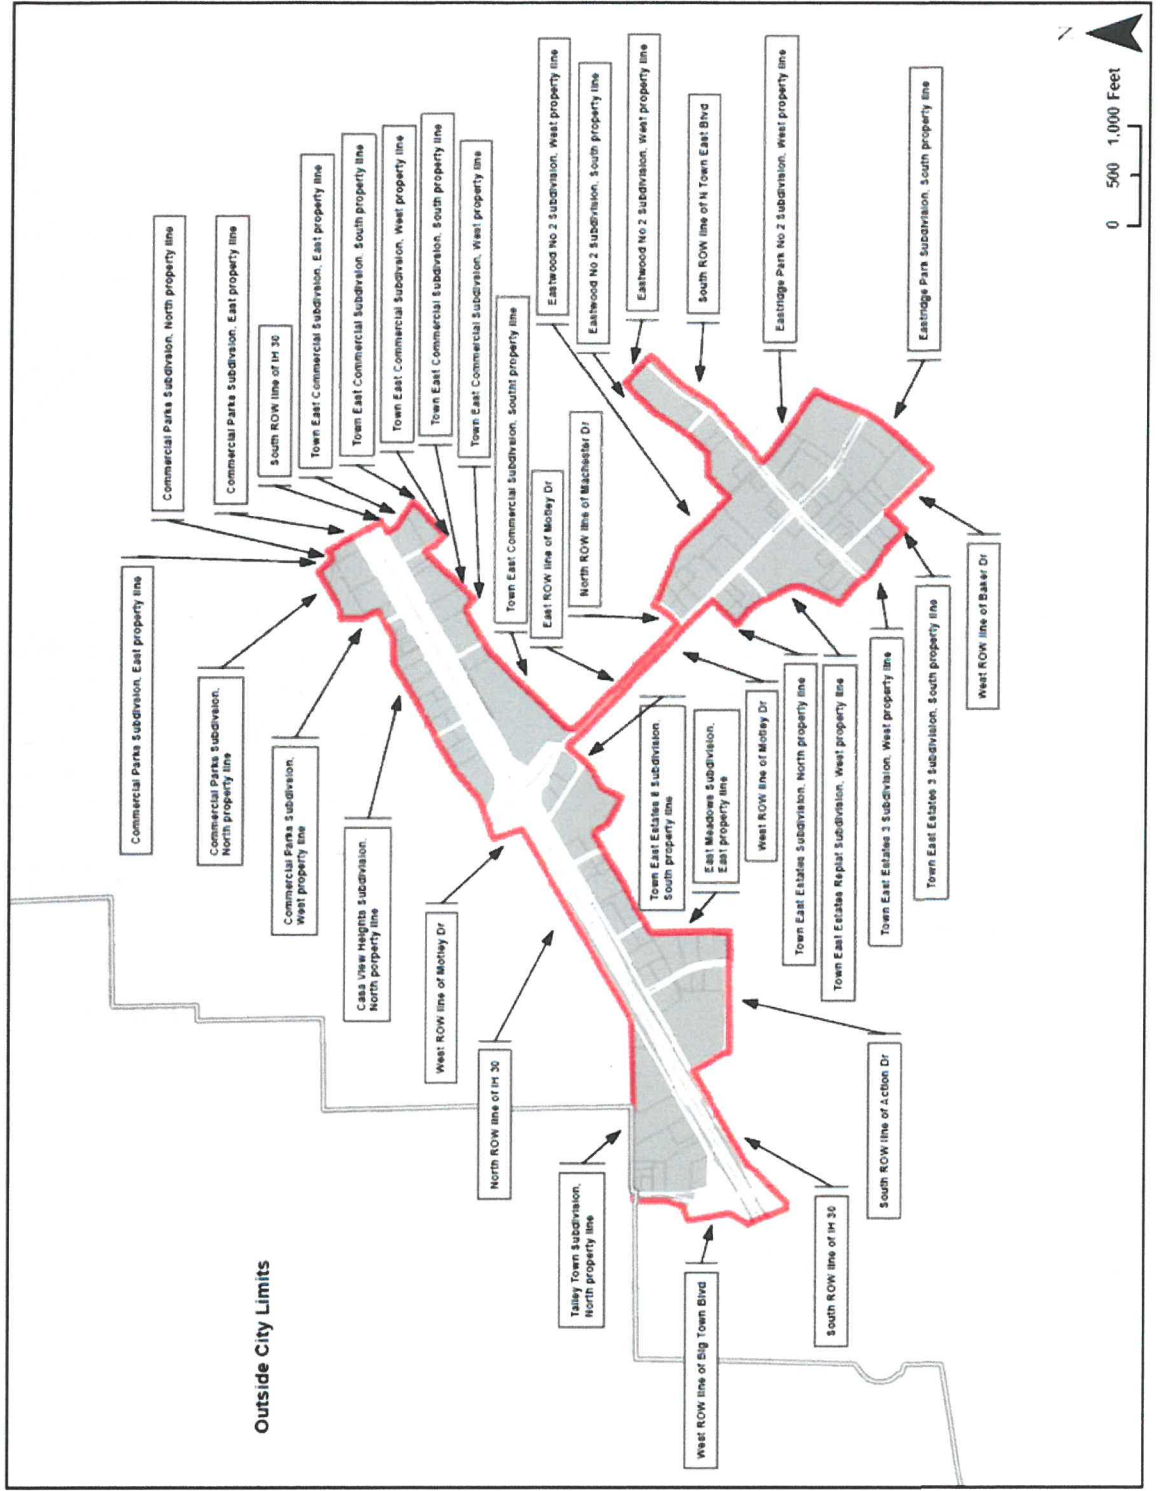 Outside City Limits
Commercial Parks Subdivsion, East property line
Commercial Parks Subdivision, North property line
Commercial Parks Subdivision,
North property line
Commercial Parks Subdivision, East property line
South ROW line of IH 30
Commercial Parks Subdivision,
West property line
Town East Commercial Subdivision, East property line
Town East Commercial Subdivision, South property line
Casa View Heights Subdivision,
North porperty line
Town East Commercial Subdivision, West property line
Town East Commercial Subdivision, South property line
West ROW line of Motley Dr
Town East Commercial Subdivision, West property line
North ROW line of IH 30
Town East Commercial Subdivision, Southt property line
East ROW line of Motley Dr
Eastwood No 2 Subdivision, West property line
North ROW line of Machester Dr
Talley Town Subdivision,
North property line
Eastwood No 2 Subdivision, South property line
Eastwood No 2 Subdivision, West property line
Town East Estates 8 Subdivision,
South property line
West ROW line of Big Town Blvd
South ROW line of N Town East Blvd
East Meadows Subdivision,
East property line
West ROW line of Motley Dr
Eastridge Park No 2 Subdivision, West property line
Town East Estates Subdivision, North property line
South ROW line of IH 30
Town East Estates Replat Subdivision, West property line
Town East Estates 3 Subdivision, West property line
South ROW line of Action Dr
Eastridge Park Subdivision, South property line
Town East Estates 3 Subdivision, South property line
West ROW line of Baker Dr
N
0 500 1,000 Feet